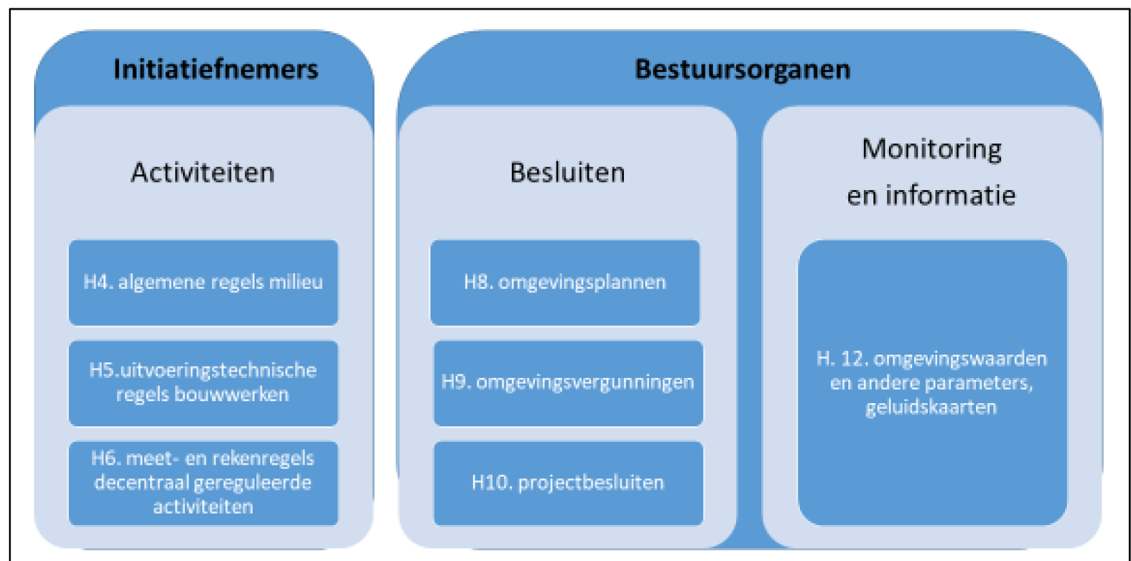 Initiatiefnemers
Activiteiten
H4. algemene regels milieu
H5.uitvoeringstechnische
regels bouwwerken
H6. meet- en rekenregels
decentraal gereguleerde
activiteiten
Bestuursorganen
Besluiten
H8. omgevingsplannen
H9. omgevingsvergunningen
H10. projectbesluiten
Monitoring
en informatie
H. 12. omgevingswaarden
en andere parameters,
geluidskaarten